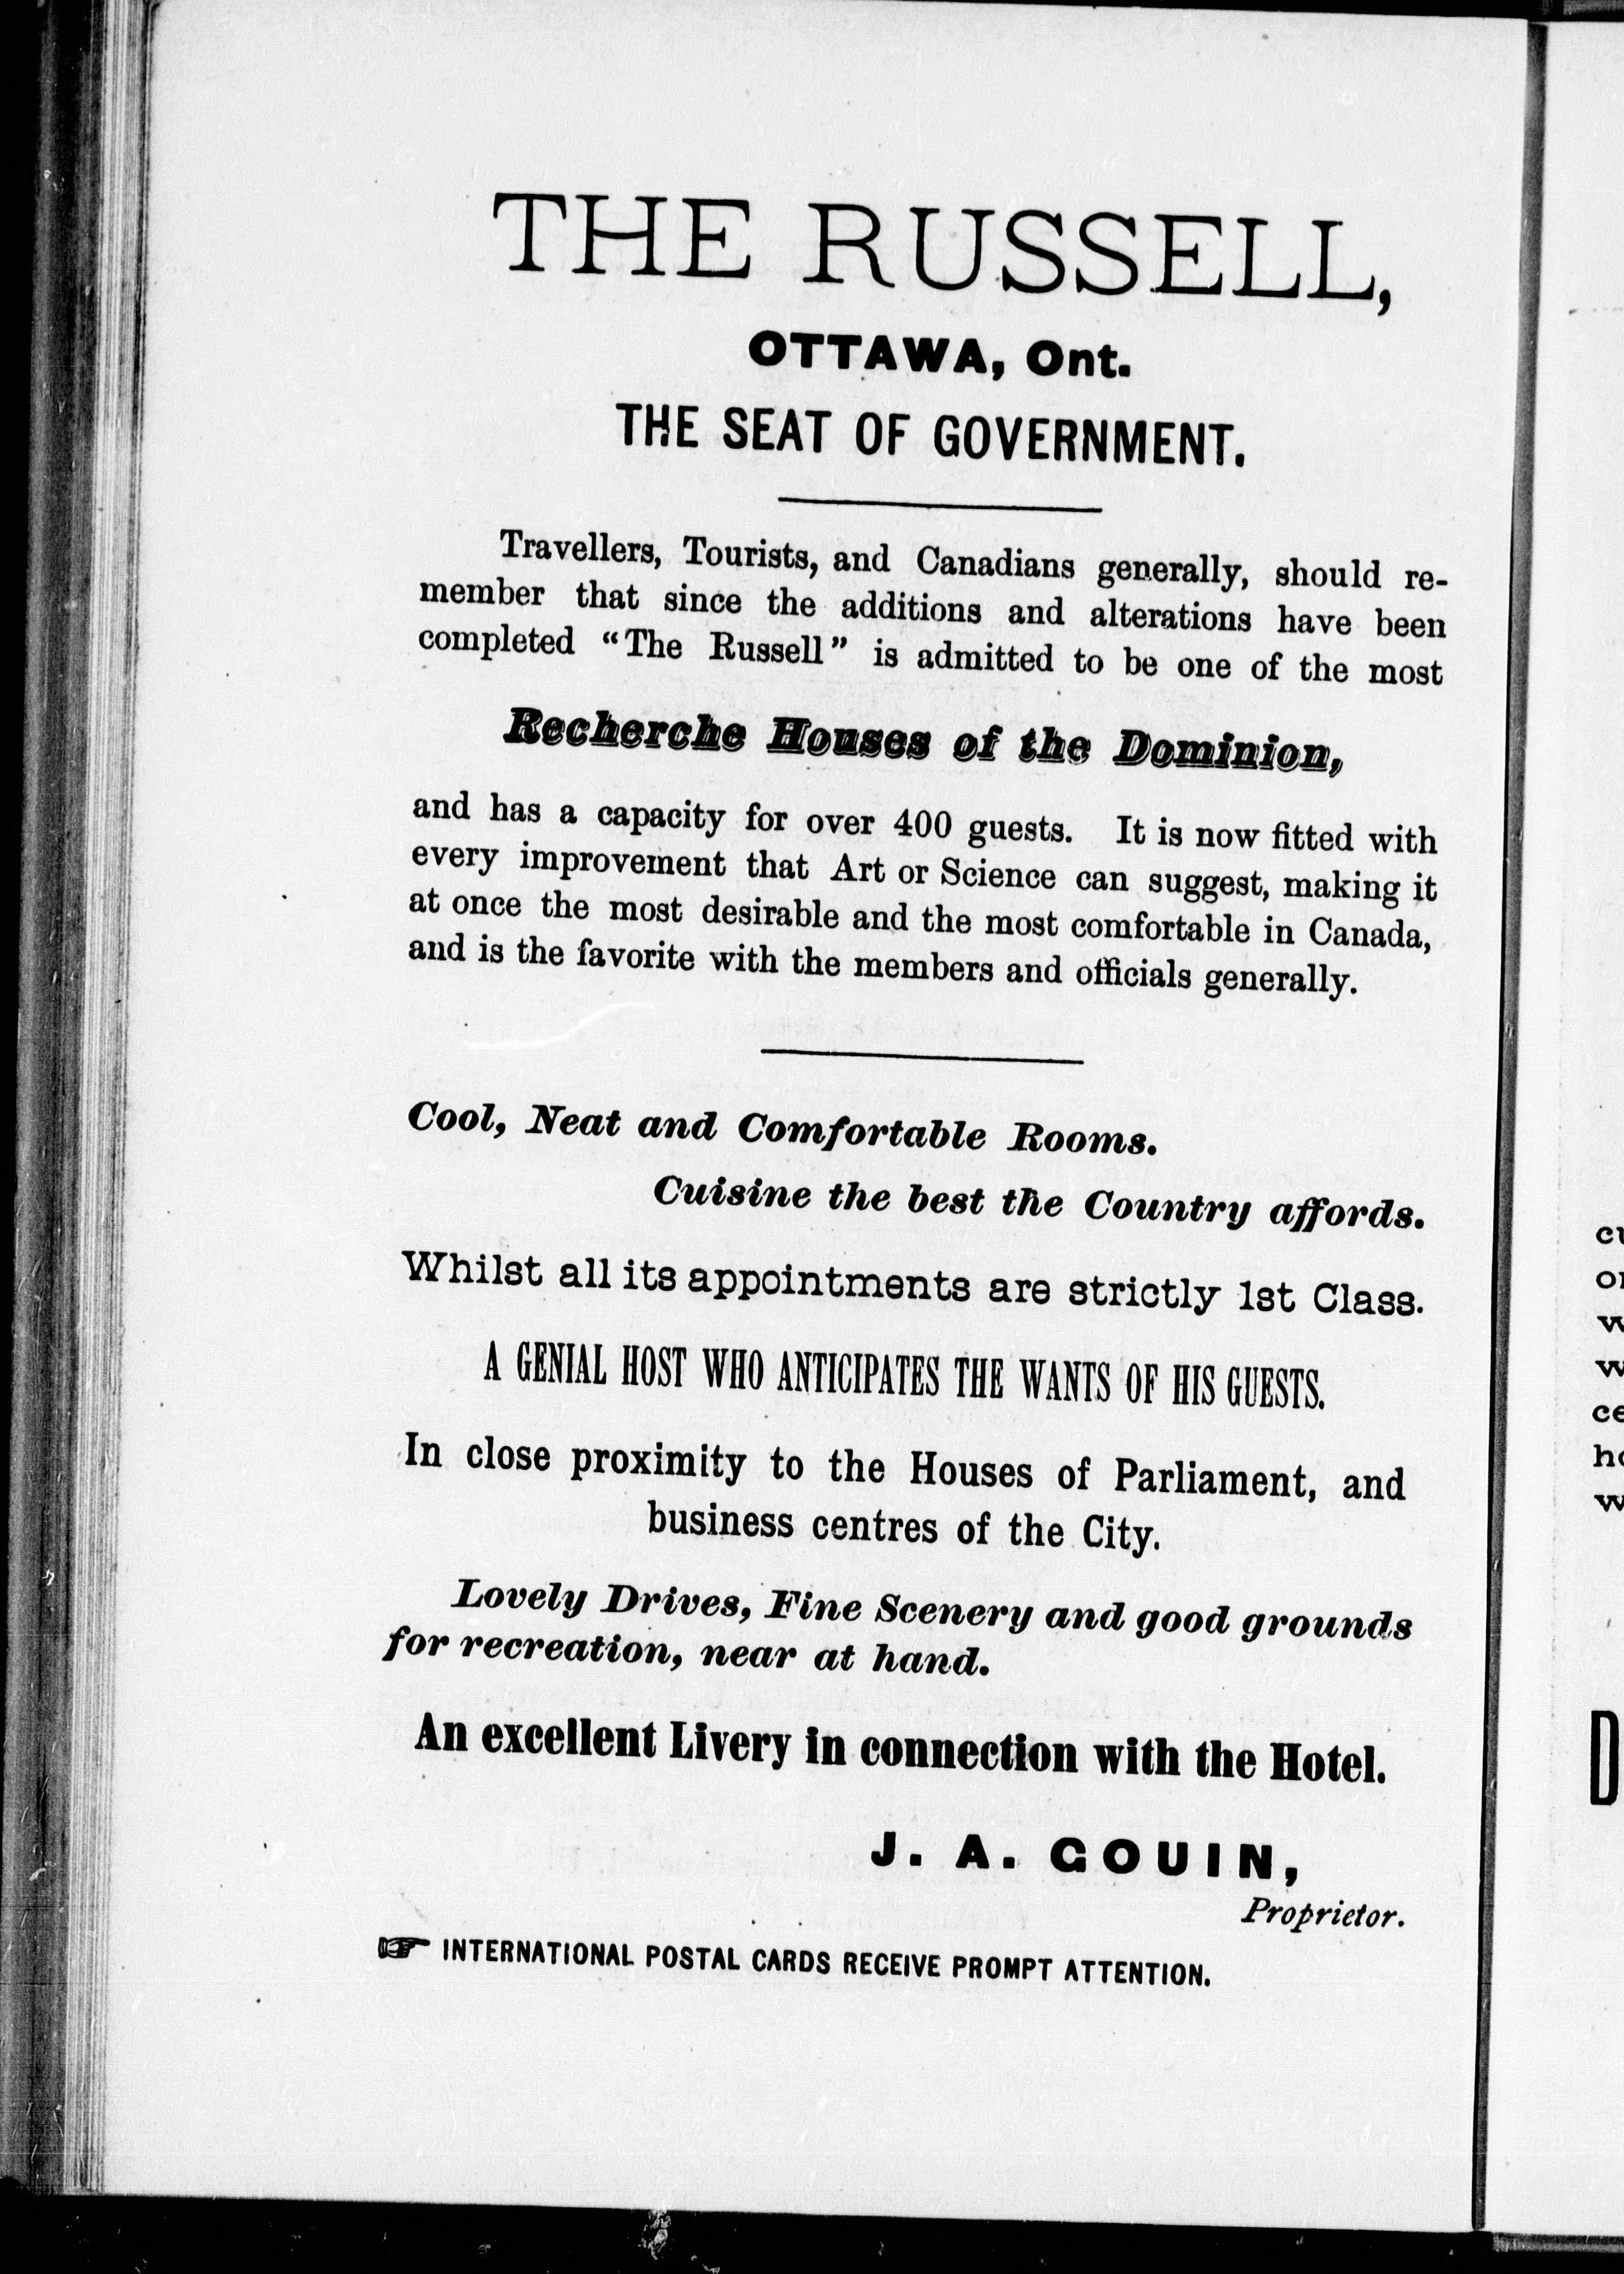 THE RUSSELL,
OTTAWA, Ont.
THE SEAT OF GOVERNMENT.
Travellers, Tourists, and Canadians generally, should re-
member that since the additions and alterations have been
completed “The Russell” is admitted to be one of the most
Recherche Houses of the Dominion,
and has a capacity for over 400 guests. It is now fitted with
every improvement that Art or Science can suggest, making it
at once the most desirable and the most comfortable in Canada,
and is the favorite with the members and officials generally.
Cool, Neat and Comfortable Rooms.
Cuisine the best the Country affords.
Whilst all its appointments are strictly 1st Class.
A GENIAL HOST WHO ANTICIPATES THE WANTS OF HIS GUESTS.
In close proximity to the Houses of Parliament, and
business centres of the City.
Lovely Drives, Fine Scenery and good grounds
for recreation, near at hand.
An excellent Livery in connection with the Hotel.
J. A. GOUIN,
Proprietor.
☞ INTERNATIONAL POSTAL CARDS RECEIVE PROMPT ATTENTION.